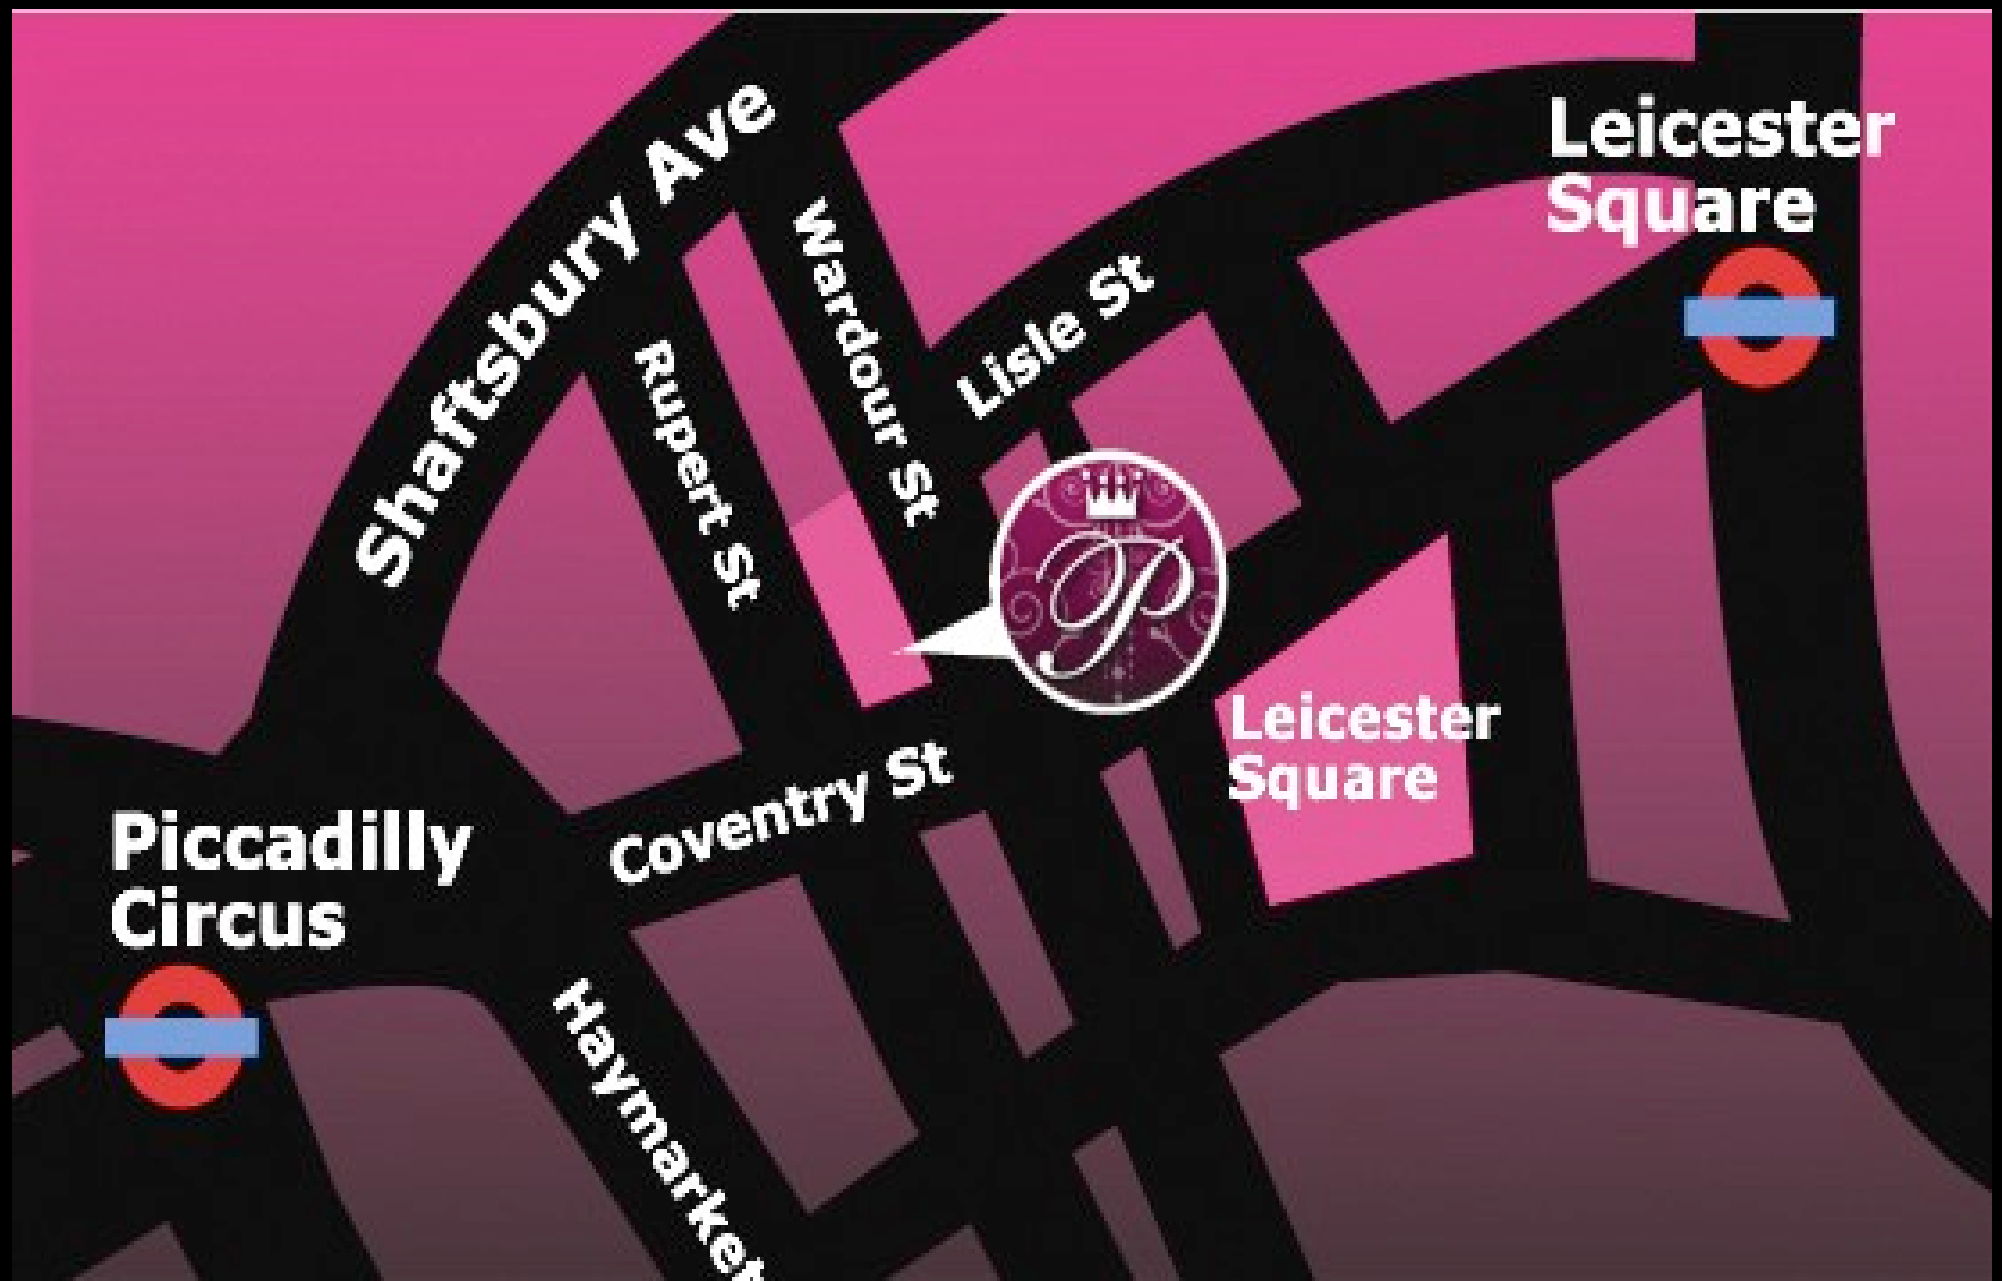 Shaftsbury Ave
Leicester
Square
Wardour St
Lisle St
Rupert St
P
Leicester
Square
Coventry St
Piccadilly
Circus
Haymarket